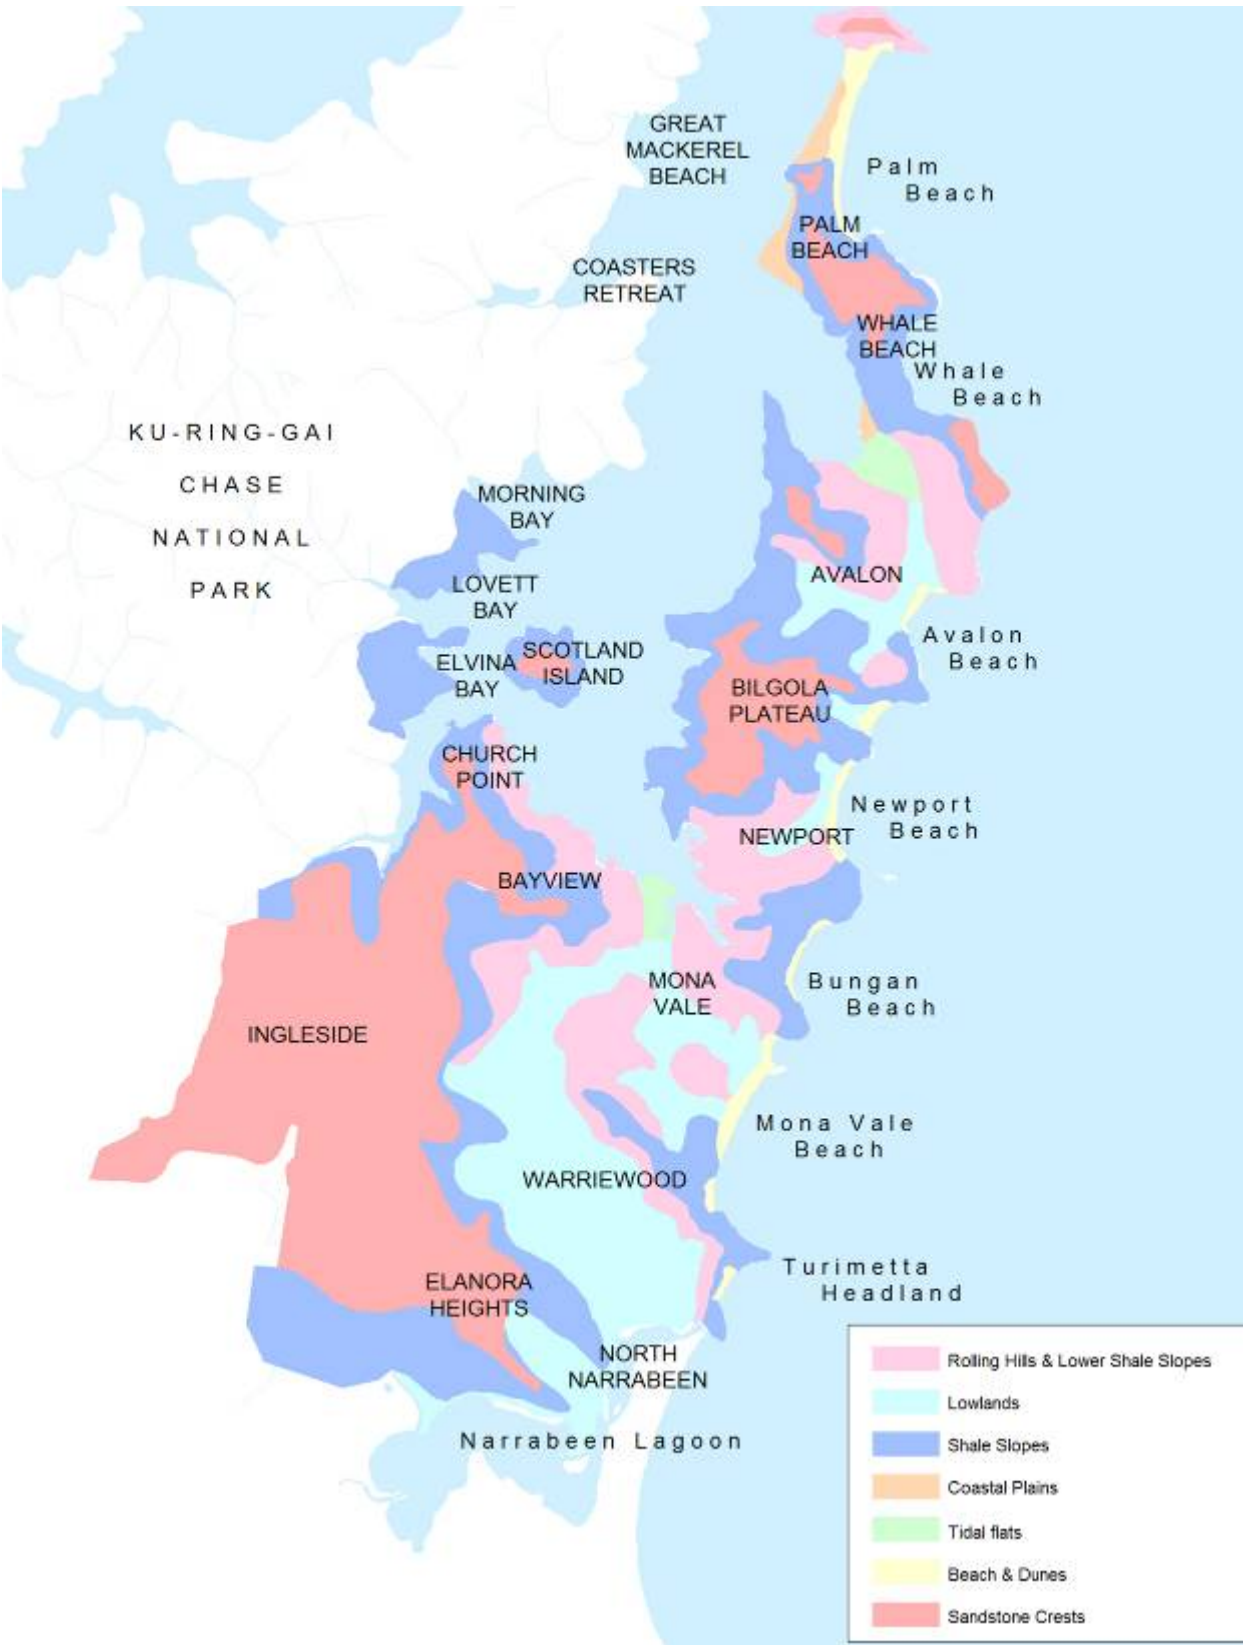 GREAT
MACKEREL
BEACH
Palm
Beach
PALM
BEACH
COASTERS
RETREAT
WHALE
BEACH
Whale
Beach
KU-RING-GAI
CHASE
NATIONAL
PARK
MORNING
BAY
LOVETT
BAY
AVALON
Avalon
Beach
ELVINA
BAY
SCOTLAND
ISLAND
BILGOLA
PLATEAU
CHURCH
POINT
Newport
Beach
NEWPORT
BAYVIEW
MONA
VALE
Bungan
Beach
INGLESIDE
Mona Vale
Beach
WARRIEWOOD
Turimetta
Headland
ELANORA
HEIGHTS
NORTH
NARRABEEN
Narrabeen Lagoon
Rolling Hills & Lower Shale Slopes
Lowlands
Shale Slopes
Coastal Plains
Tidal flats
Beach & Dunes
Sandstone Crests